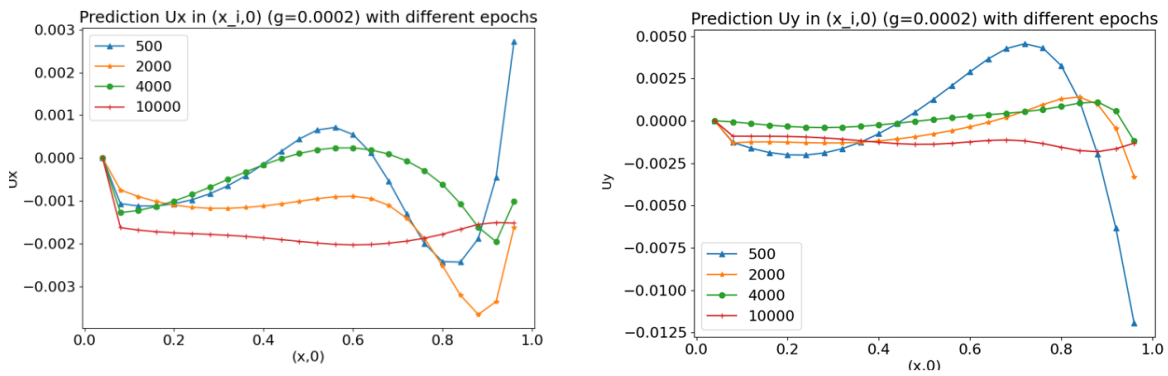 Prediction Ux in (x_i,0) (g=0.0002) with different epochs
0.003
0.002
0.001
0.000
−0.001
−0.002
−0.003
Ux
500
2000
4000
10000
0.0 0.2 0.4 0.6 0.8 1.0
(x,0)
Prediction Uy in (x_i,0) (g=0.0002) with different epochs
0.0050
0.0025
0.0000
−0.0025
−0.0050
−0.0075
−0.0100
−0.0125
Uy
500
2000
4000
10000
0.0 0.2 0.4 0.6 0.8 1.0
(x,0)